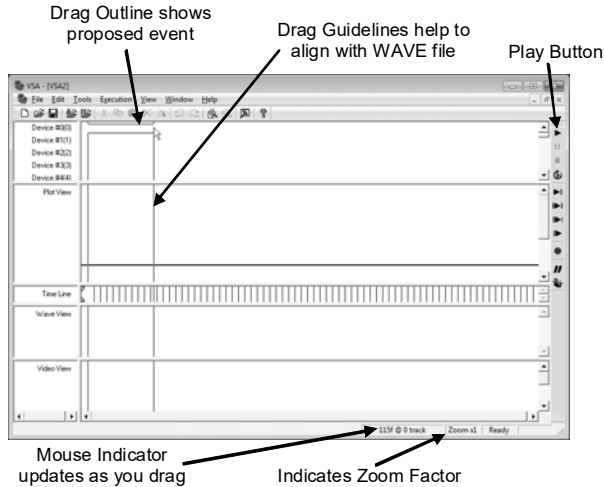 Drag Outline shows
proposed event
Drag Guidelines help to
align with WAVE file
Play Button
VSA - [VSA2]
File Edit Tools Execution View Window Help
Device #0(0)
Device #1(1)
Device #2(2)
Device #3(3)
Device #4(4)
Plot View
Time Line
Wave View
Video View
115f @ 0 track
Zoom x1
Ready
Mouse Indicator
updates as you drag
Indicates Zoom Factor